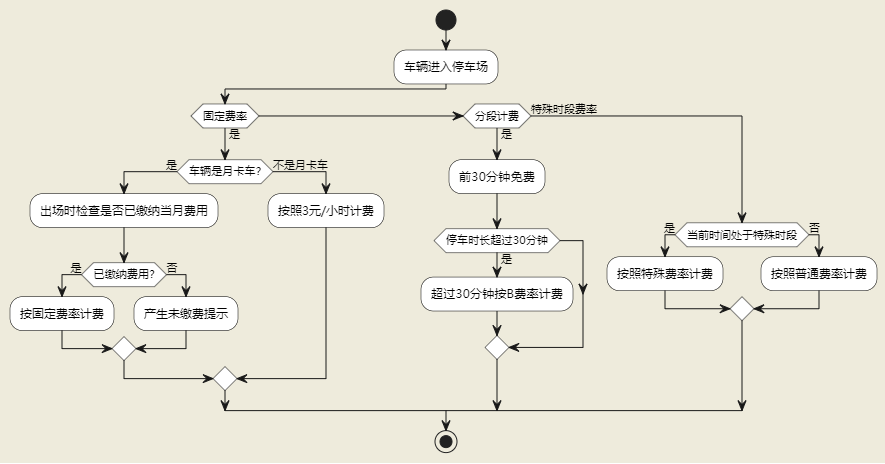 车辆进入停车场
固定费率
是
分段计费
特殊时段费率
是
车辆是月卡车?
是
不是月卡车
出场时检查是否已缴纳当月费用
按照3元/小时计费
已缴纳费用?
是
否
按固定费率计费
产生未缴费提示
前30分钟免费
停车时长超过30分钟
是
超过30分钟按B费率计费
当前时间处于特殊时段
是
否
按照特殊费率计费
按照普通费率计费